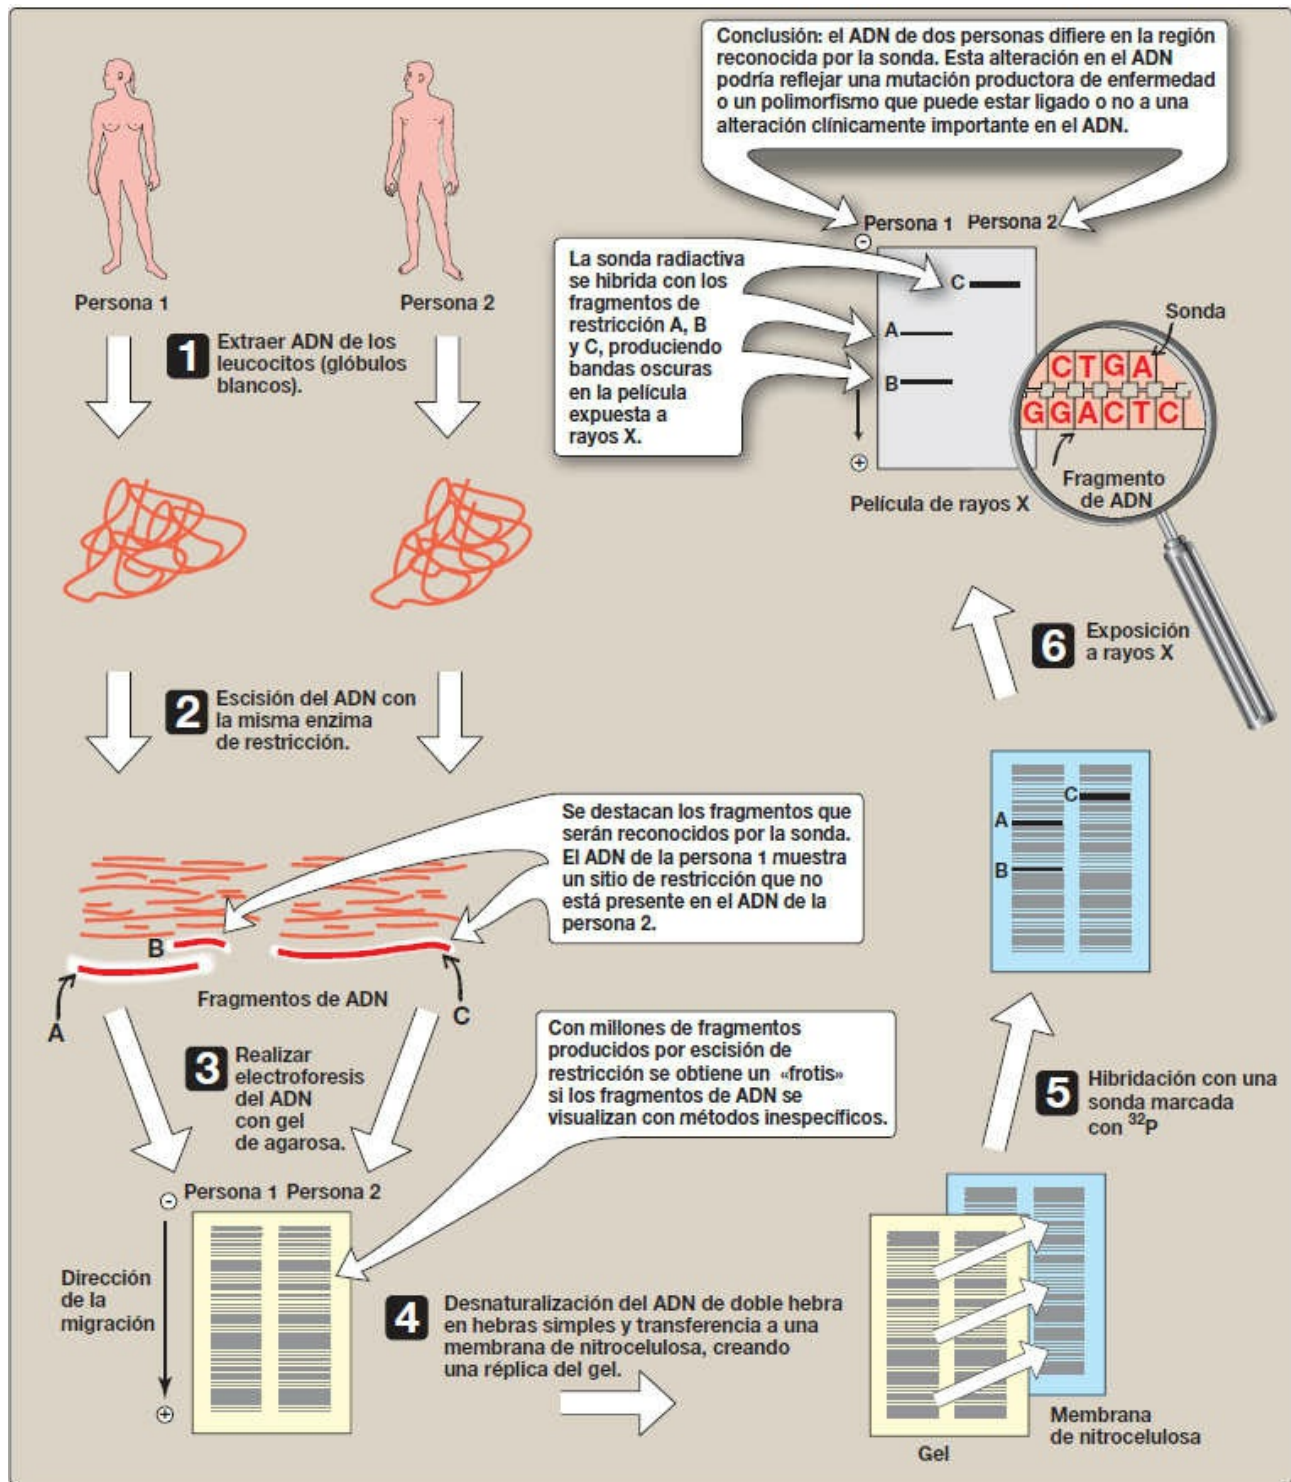 Persona 1
Persona 2
1 Extraer ADN de los
leucocitos (glóbulos
blancos).
2 Escisión del ADN con
la misma enzima
de restricción.
Se destacan los fragmentos que
serán reconocidos por la sonda.
El ADN de la persona 1 muestra
un sitio de restricción que no
está presente en el ADN de la
persona 2.
B
A
C
Fragmentos de ADN
3 Realizar
electroforesis
del ADN
con gel
de agarosa.
Con millones de fragmentos
producidos por escisión de
restricción se obtiene un «frotis»
si los fragmentos de ADN se
visualizan con métodos inespecíficos.
⊖ Persona 1 Persona 2
Dirección
de la
migración
⊕
4 Desnaturalización del ADN de doble hebra
en hebras simples y transferencia a una
membrana de nitrocelulosa, creando
una réplica del gel.
Gel
Membrana
de nitrocelulosa
5 Hibridación con una
sonda marcada
con ³²P
C
A
B
6 Exposición
a rayos X
Conclusión: el ADN de dos personas difiere en la región
reconocida por la sonda. Esta alteración en el ADN
podría reflejar una mutación productora de enfermedad
o un polimorfismo que puede estar ligado o no a una
alteración clínicamente importante en el ADN.
Persona 1 Persona 2
⊖
La sonda radiactiva
se hibrida con los
fragmentos de
restricción A, B
y C, produciendo
bandas oscuras
en la película
expuesta a
rayos X.
C
A
B
⊕
Película de rayos X
Sonda
CTGA
GGACTC
Fragmento
de ADN